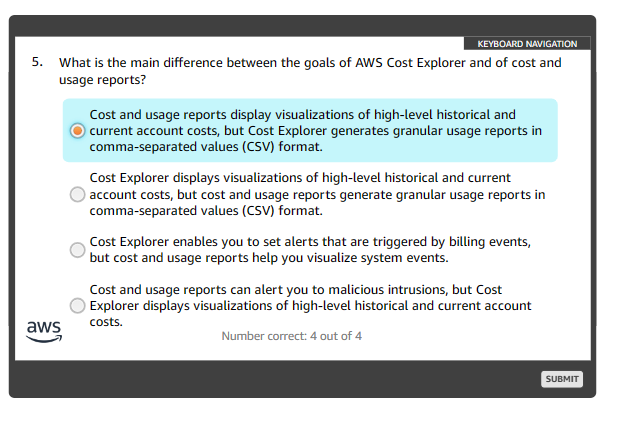 KEYBOARD NAVIGATION
5. What is the main difference between the goals of AWS Cost Explorer and of cost and
usage reports?
Cost and usage reports display visualizations of high-level historical and
current account costs, but Cost Explorer generates granular usage reports in
comma-separated values (CSV) format.
Cost Explorer displays visualizations of high-level historical and current
account costs, but cost and usage reports generate granular usage reports in
comma-separated values (CSV) format.
Cost Explorer enables you to set alerts that are triggered by billing events,
but cost and usage reports help you visualize system events.
Cost and usage reports can alert you to malicious intrusions, but Cost
Explorer displays visualizations of high-level historical and current account
costs.
aws
Number correct: 4 out of 4
SUBMIT